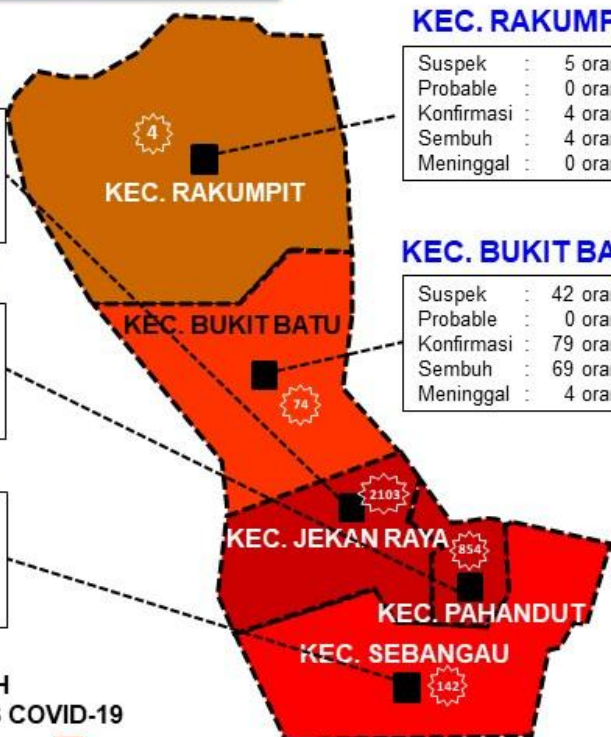 KEC. RAKUMP
Suspek : 5 oran
Probable : 0 oran
Konfirmasi : 4 oran
Sembuh : 4 oran
Meninggal : 0 oran
4
KEC. RAKUMPIT
KEC. BUKIT BA
Suspek : 42 oran
Probable : 0 oran
Konfirmasi : 79 oran
Sembuh : 69 oran
Meninggal : 4 oran
KEC. BUKIT BATU
74
2103
KEC. JEKAN RAYA
854
KEC. PAHANDUT
KEC. SEBANGAU
142
H
COVID-19